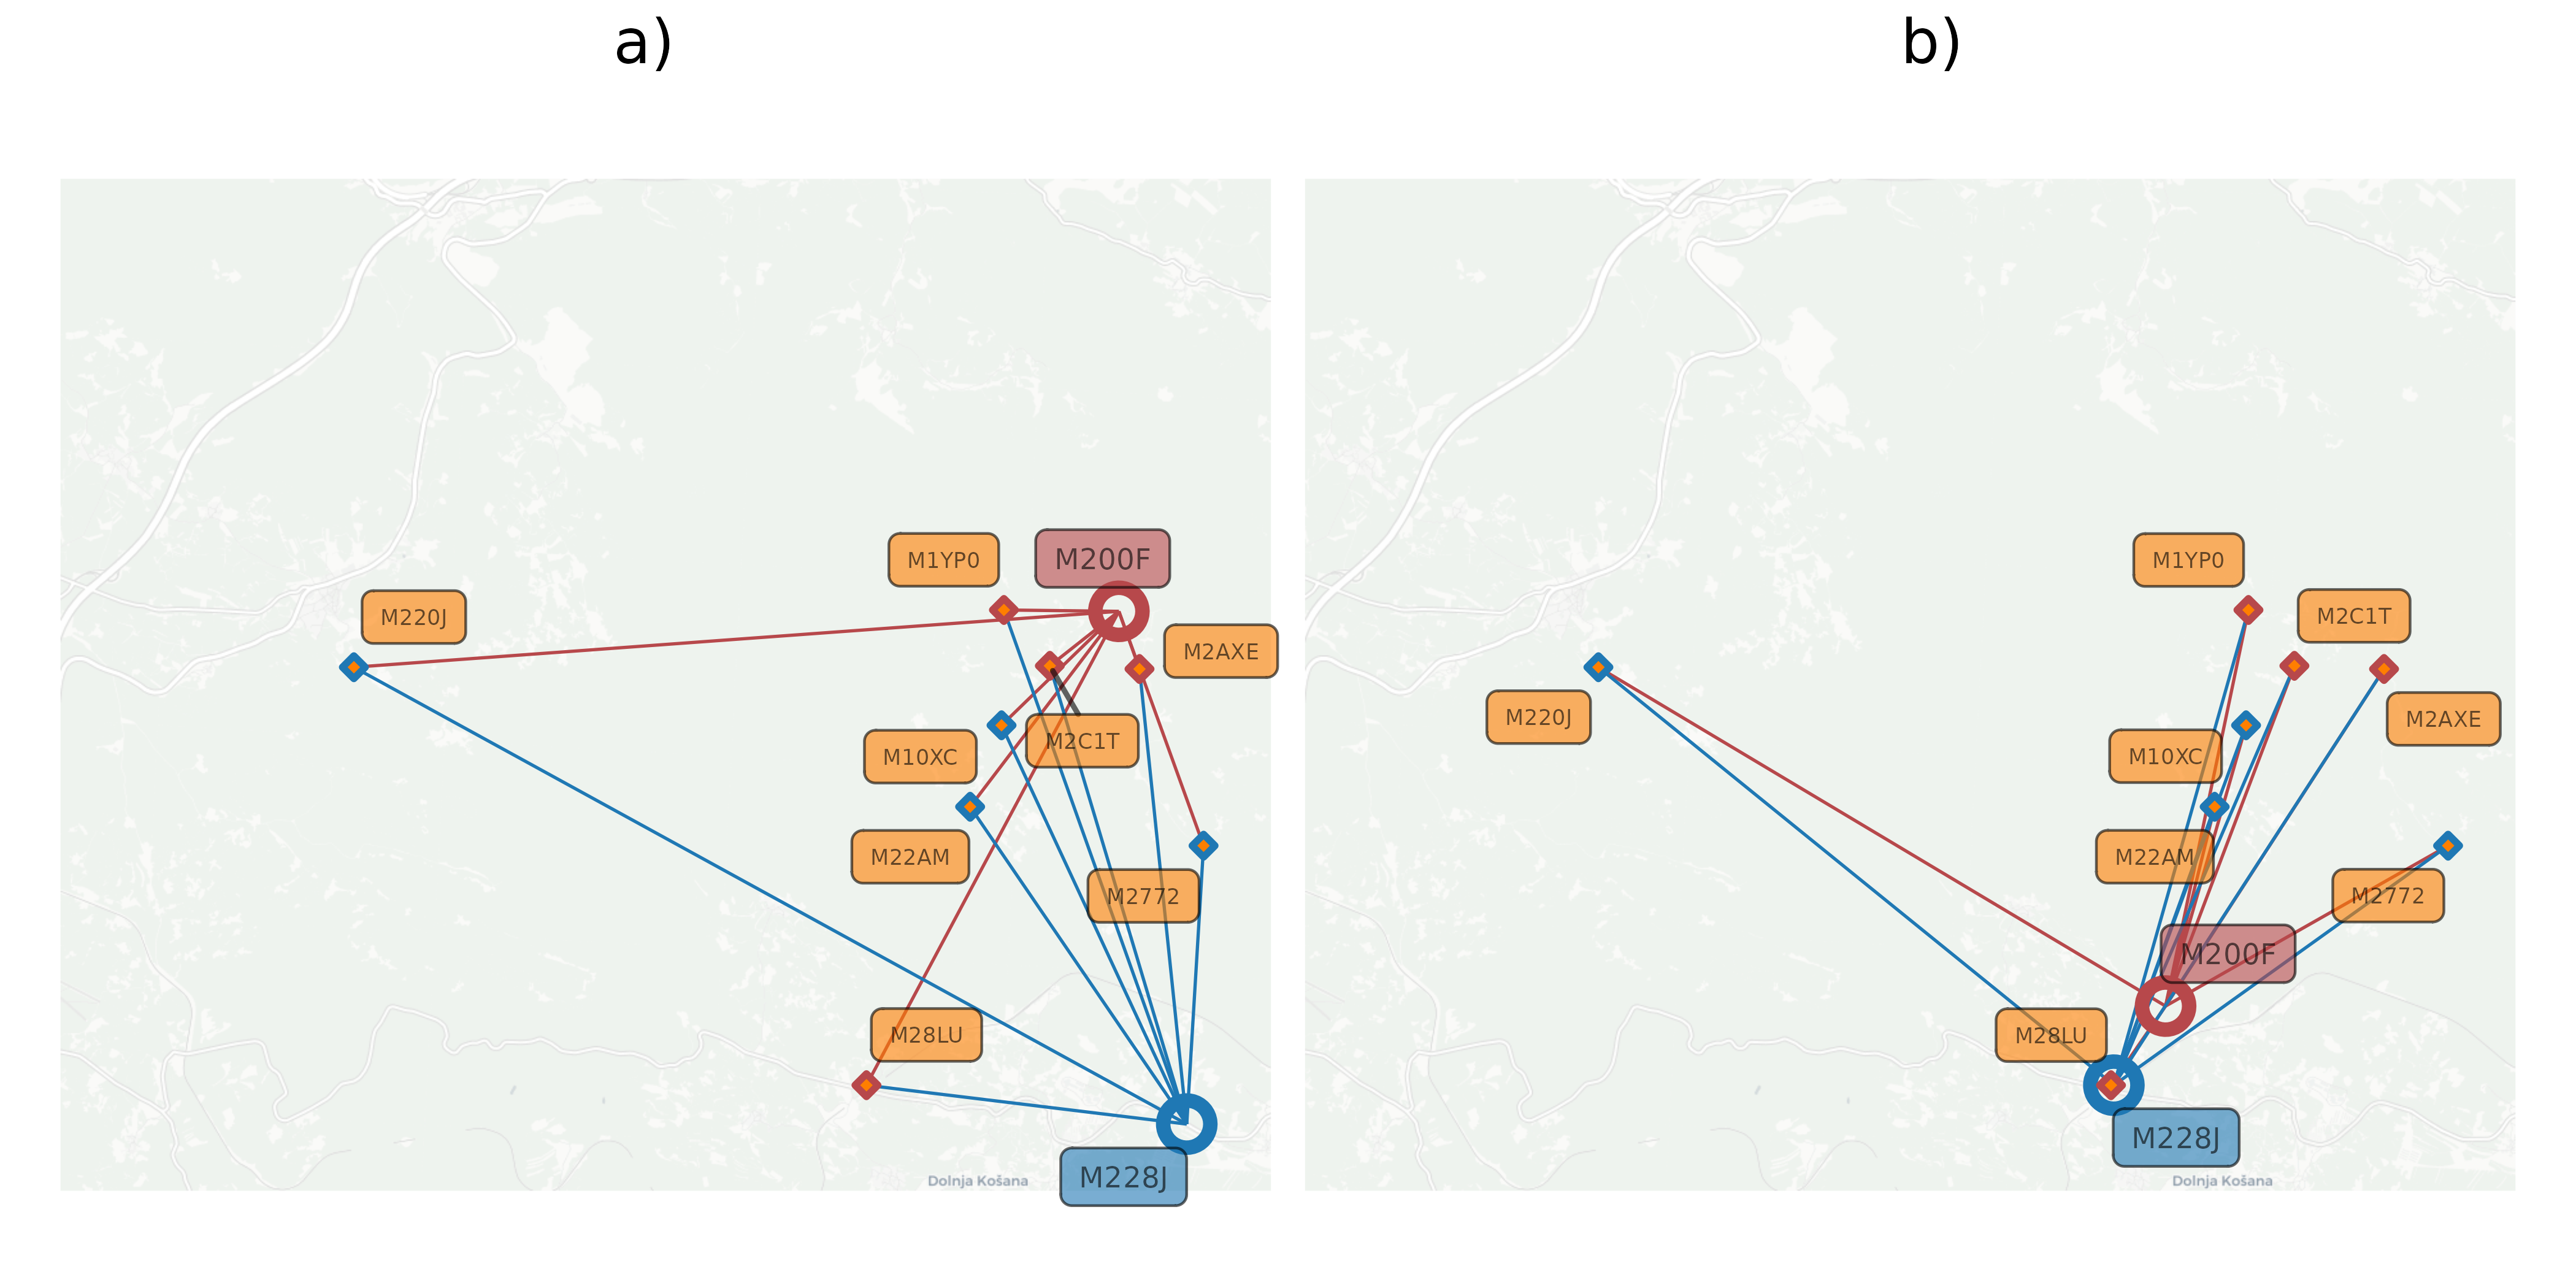 a)
M1YP0
M200F
M220J
M2AXE
M2C1T
M10XC
M22AM
M2772
M28LU
M228J
Dolnja Košana
b)
M1YP0
M2C1T
M220J
M2AXE
M10XC
M22AM
M2772
M200F
M28LU
M228J
Dolnja Košana